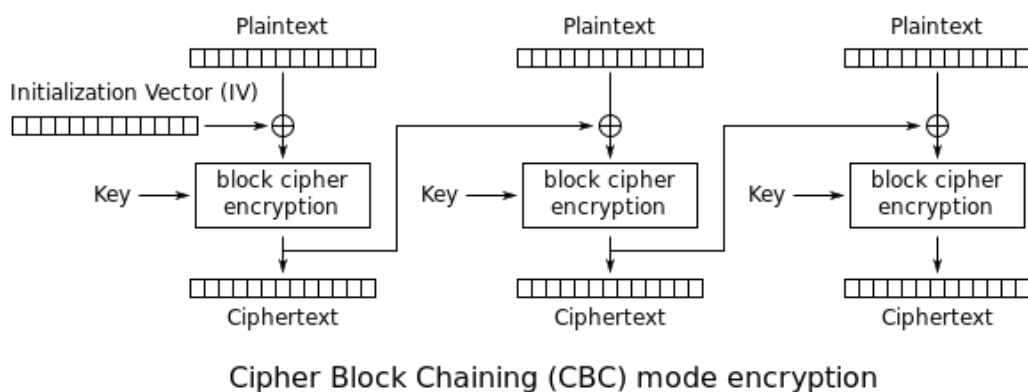 Plaintext Plaintext Plaintext
Initialization Vector (IV)
Key block cipher encryption Key block cipher encryption Key block cipher encryption
Ciphertext Ciphertext Ciphertext
Cipher Block Chaining (CBC) mode encryption